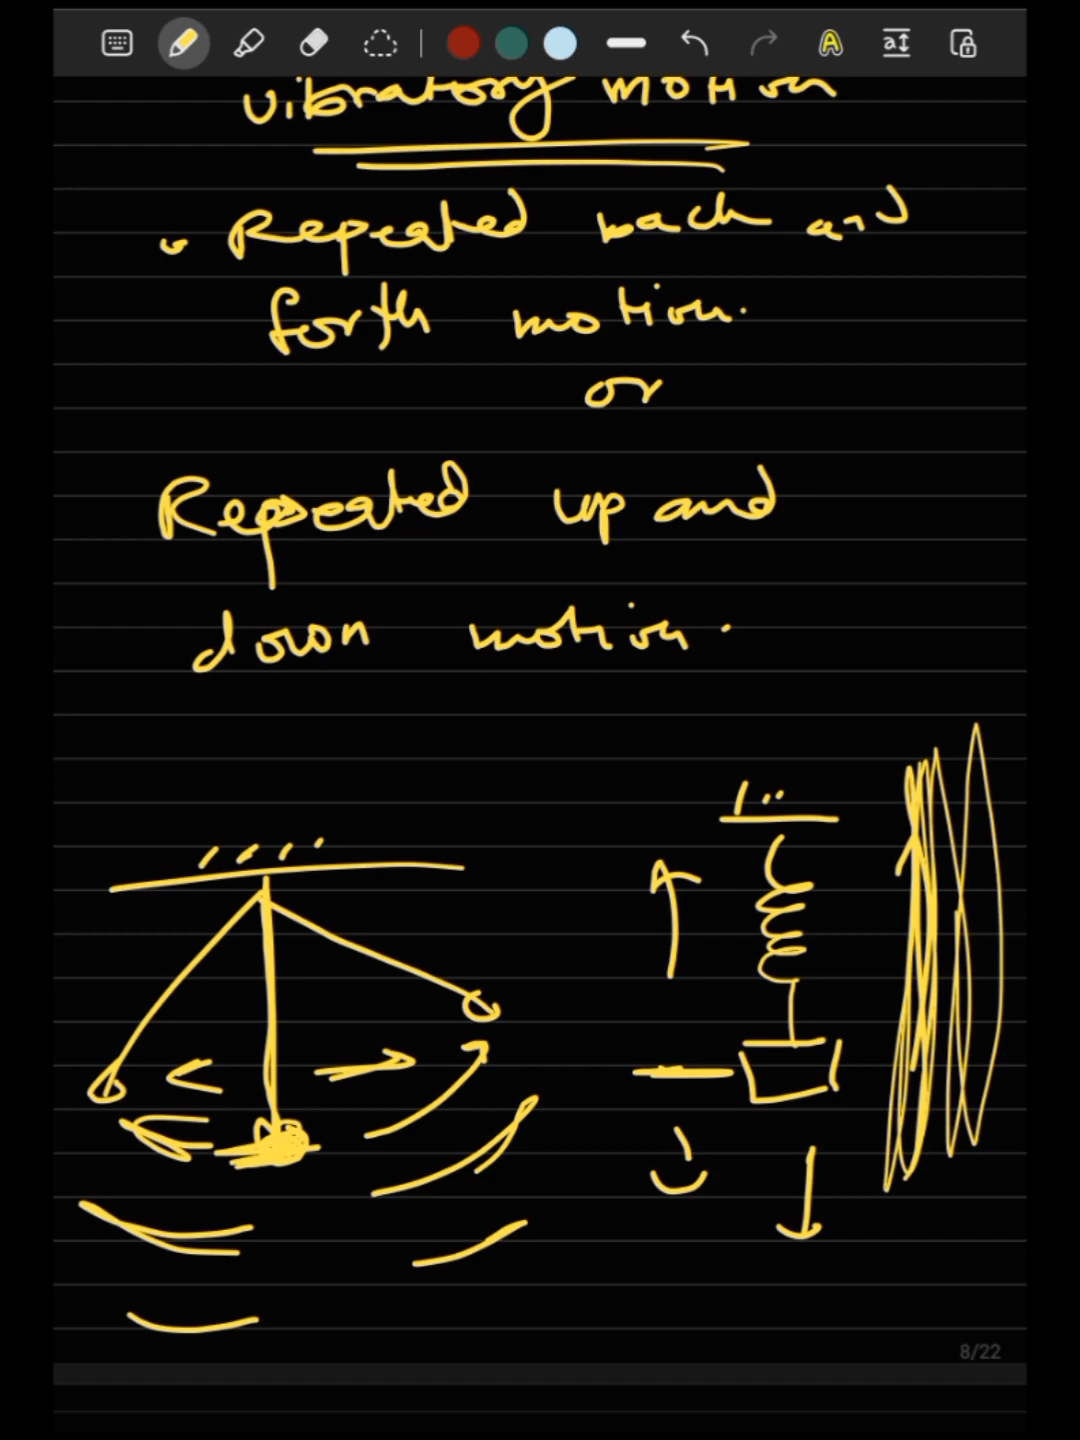 vibratory motion
Repeated back and
forth motion.
or
Repeated up and
down motion.
8/22